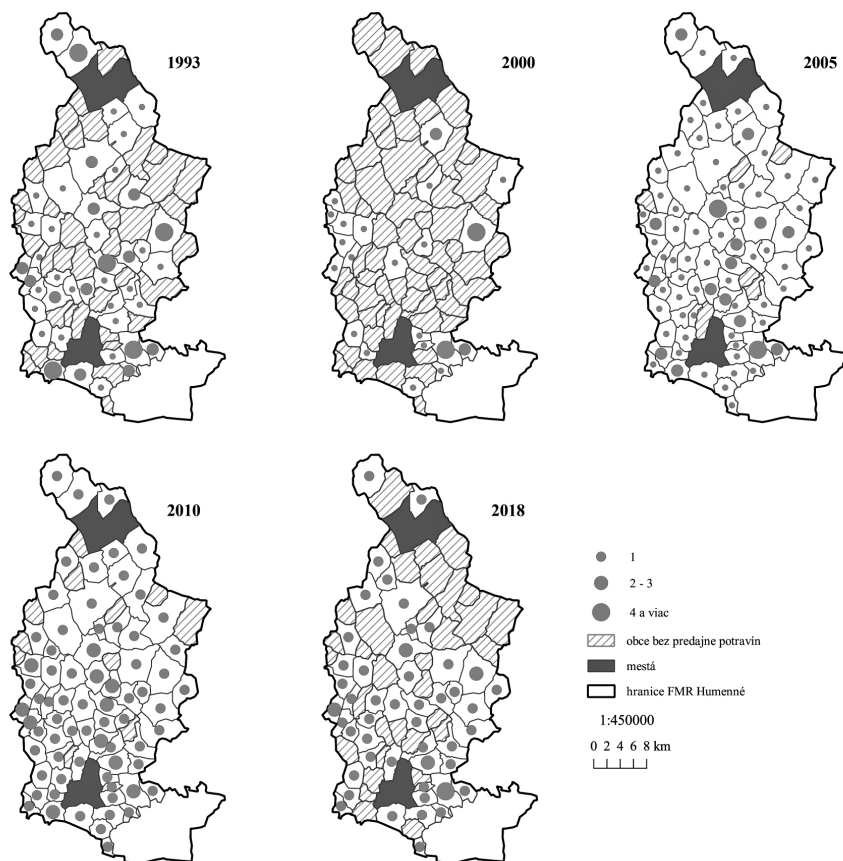 1993
2000
2005
2010
2018
1
2 - 3
4 a viac
obce bez predajne potravín
mestá
hranice FMR Humenné
1:450000
0 2 4 6 8 km